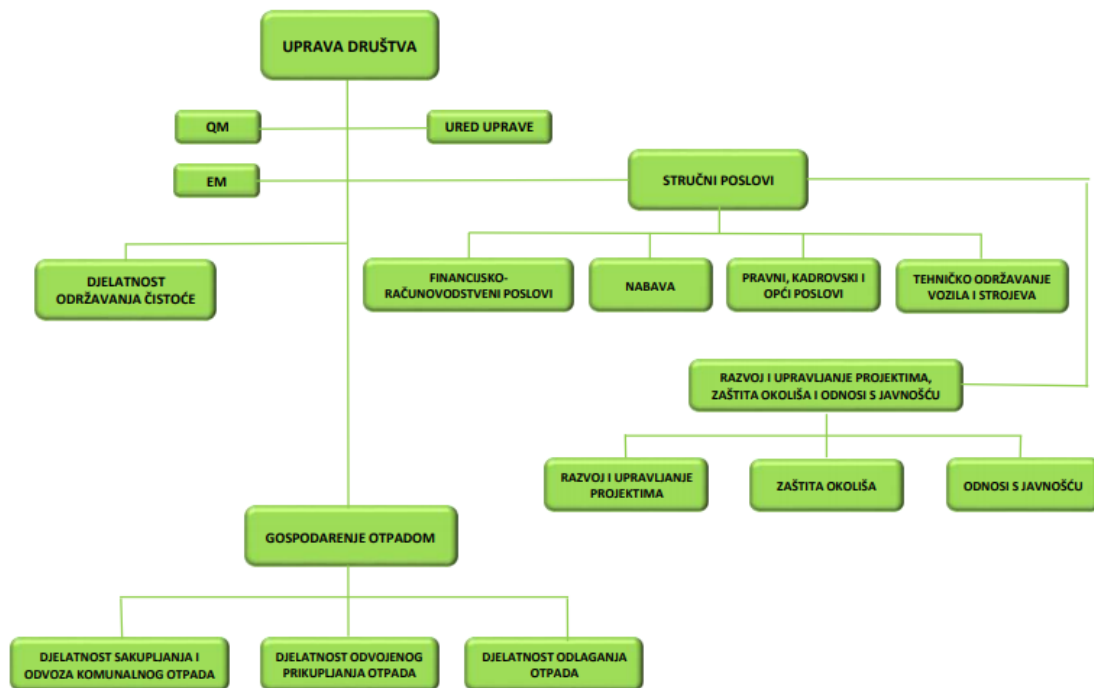 UPRAVA DRUŠTVA
QM
URED UPRAVE
EM
STRUČNI POSLOVI
DJELATNOST
ODRŽAVANJA ČISTOĆE
FINANCIJSKO-
RAČUNOVODSTVENI POSLOVI
NABAVA
PRAVNI, KADROVSKI I
OPĆI POSLOVI
TEHNIČKO ODRŽAVANJE
VOZILA I STROJEVA
RAZVOJ I UPRAVLJANJE PROJEKTIMA,
ZAŠTITA OKOLIŠA I ODNOSI S JAVNOŠĆU
RAZVOJ I UPRAVLJANJE
PROJEKTIMA
ZAŠTITA OKOLIŠA
ODNOSI S JAVNOŠĆU
GOSPODARENJE OTPADOM
DJELATNOST SAKUPLJANJA I
ODVOZA KOMUNALNOG OTPADA
DJELATNOST ODVOJENOG
PRIKUPLJANJA OTPADA
DJELATNOST ODLAGANJA
OTPADA